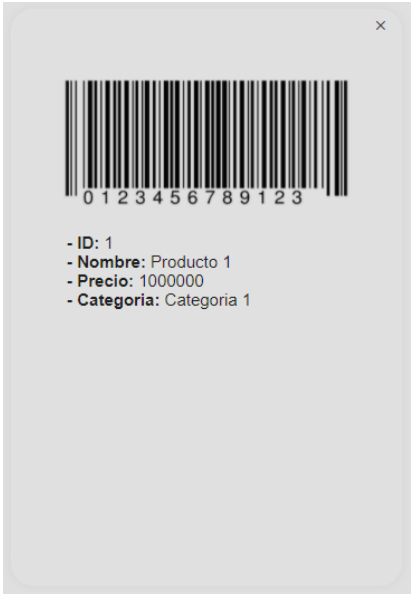 ×
0123456789123
- ID: 1
- Nombre: Producto 1
- Precio: 1000000
- Categoria: Categoria 1